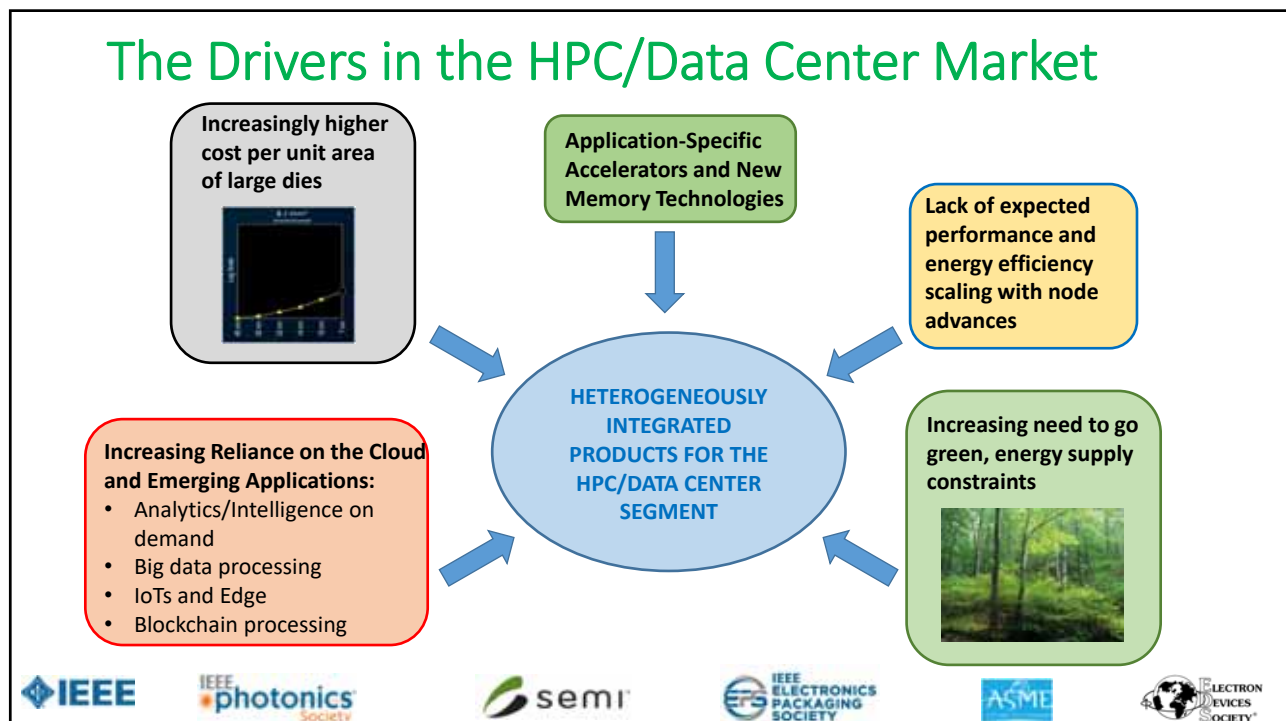 The Drivers in the HPC/Data Center Market
Increasingly higher
cost per unit area
of large dies
Application-Specific
Accelerators and New
Memory Technologies
Lack of expected
performance and
energy efficiency
scaling with node
advances
HETEROGENEOUSLY
INTEGRATED
PRODUCTS FOR THE
HPC/DATA CENTER
SEGMENT
Increasing Reliance on the Cloud
and Emerging Applications:
• Analytics/Intelligence on
demand
• Big data processing
• IoTs and Edge
• Blockchain processing
Increasing need to go
green, energy supply
constraints
IEEE
IEEE
photonics
Society
semi
EPS
IEEE
ELECTRONICS
PACKAGING
SOCIETY
ASME
ELECTRON
DEVICES
SOCIETY®